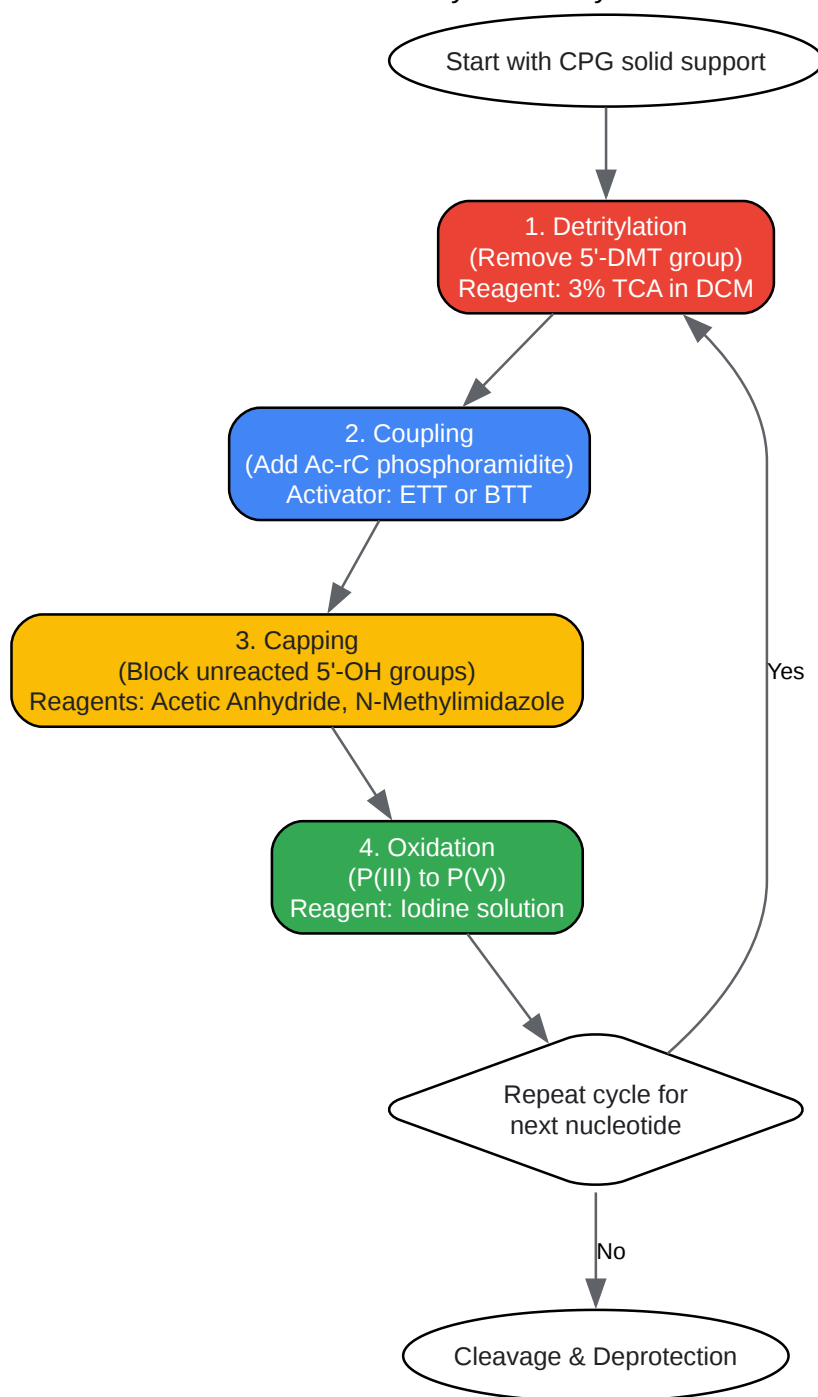 Start with CPG solid support
1. Detritylation
(Remove 5'-DMT group)
Reagent: 3% TCA in DCM
2. Coupling
(Add Ac-rC phosphoramidite)
Activator: ETT or BTT
3. Capping
(Block unreacted 5'-OH groups)
Reagents: Acetic Anhydride, N-Methylimidazole
Yes
4. Oxidation
(P(III) to P(V))
Reagent: Iodine solution
Repeat cycle for
next nucleotide
No
Cleavage & Deprotection